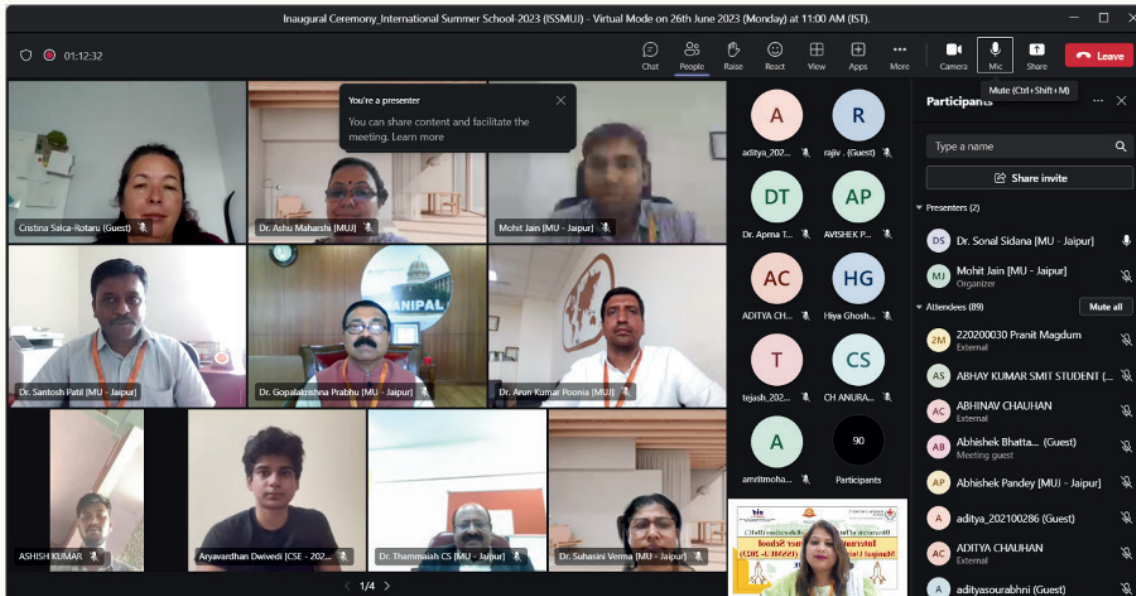 Inaugural Ceremony_International Summer School-2023 (ISSMUJ) - Virtual Mode on 26th June 2023 (Monday) at 11:00 AM (IST).
01:12:32
Chat People Raise React View Apps More Camera Mic Share Leave
Mute (Ctrl+Shift+M)
You're a presenter
You can share content and facilitate the
meeting. Learn more
Cristina Salca-Rotaru (Guest)
Dr. Ashu Maharshi [MUJ]
Mohit Jain [MU - Jaipur]
MANIPAL
Dr. Santosh Patil [MU - Jaipur]
Dr. Gopalakrishna Prabhu [MU - Jaipur]
Dr. Arun Kumar Poonia [MUJ]
ASHISH KUMAR
Aryavardhan Dwivedi [CSE - 202...
Dr. Thammaiah CS [MU - Jaipur]
Dr. Suhasini Verma [MU - Jaipur]
1/4
A R
aditya_202... rajiv . (Guest)
DT AP
Dr. Aprna T... AVISHEK P...
AC HG
ADITYA CH... Hiya Ghosh...
T CS
tejash_202... CH ANURA...
A 90
amritmoha... Participants
Participants
Type a name
Share invite
Presenters (2)
DS Dr. Sonal Sidana [MU - Jaipur]
MJ Mohit Jain [MU - Jaipur]
Organizer
Attendees (89) Mute all
2M 220200030 Pranit Magdum
External
AS ABHAY KUMAR SMIT STUDENT (...
AC ABHINAV CHAUHAN
External
AB Abhishek Bhatta... (Guest)
Meeting guest
AP Abhishek Pandey [MUJ - Jaipur]
A aditya_202100286 (Guest)
AC ADITYA CHAUHAN
External
A adityasourabhni (Guest)